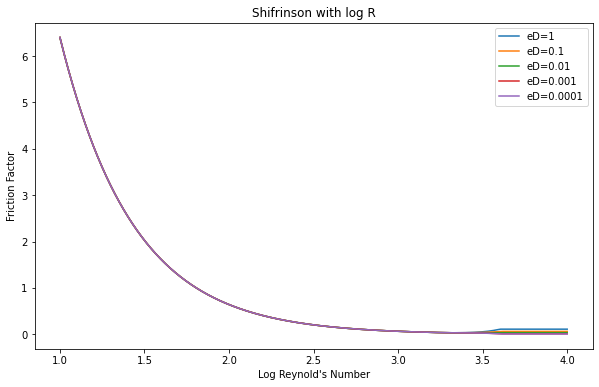 Shifrinson with log R
eD=1
eD=0.1
eD=0.01
eD=0.001
eD=0.0001
Friction Factor
6
5
4
3
2
1
0
1.0 1.5 2.0 2.5 3.0 3.5 4.0
Log Reynold's Number